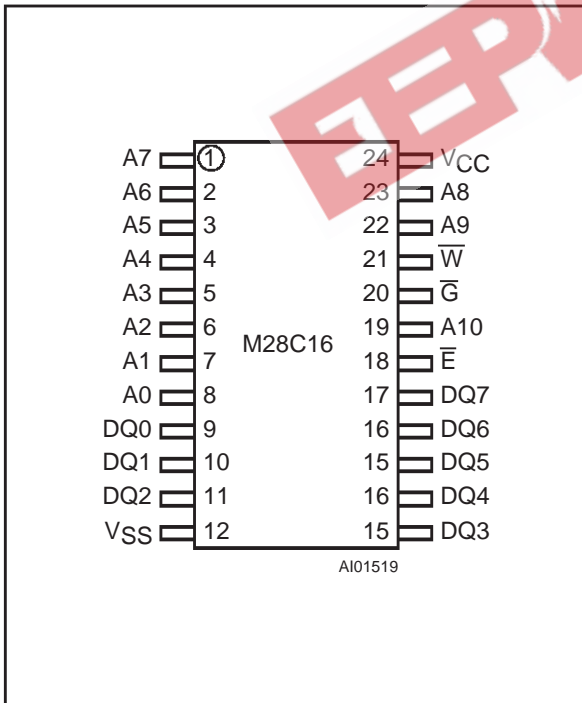 EEPW
A7 1 24 VCC
A6 2 23 A8
A5 3 22 A9
A4 4 21 W̅
A3 5 20 G̅
A2 6 19 A10
A1 7 M28C16 18 E̅
A0 8 17 DQ7
DQ0 9 16 DQ6
DQ1 10 15 DQ5
DQ2 11 16 DQ4
VSS 12 15 DQ3
AI01519